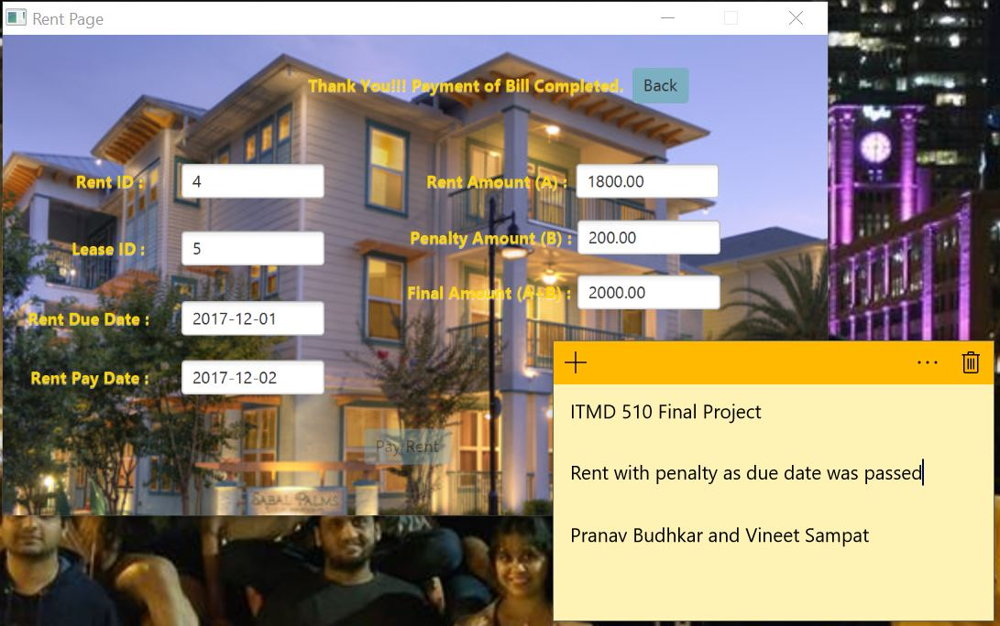 Rent Page
Thank You!!! Payment of Bill Completed. Back
Rent ID : 4
Rent Amount (A) : 1800.00
Lease ID : 5
Penalty Amount (B) : 200.00
Final Amount (A+B) : 2000.00
Rent Due Date : 2017-12-01
Rent Pay Date : 2017-12-02
Pay Rent
SABAL PALMS
ITMD 510 Final Project
Rent with penalty as due date was passed
Pranav Budhkar and Vineet Sampat